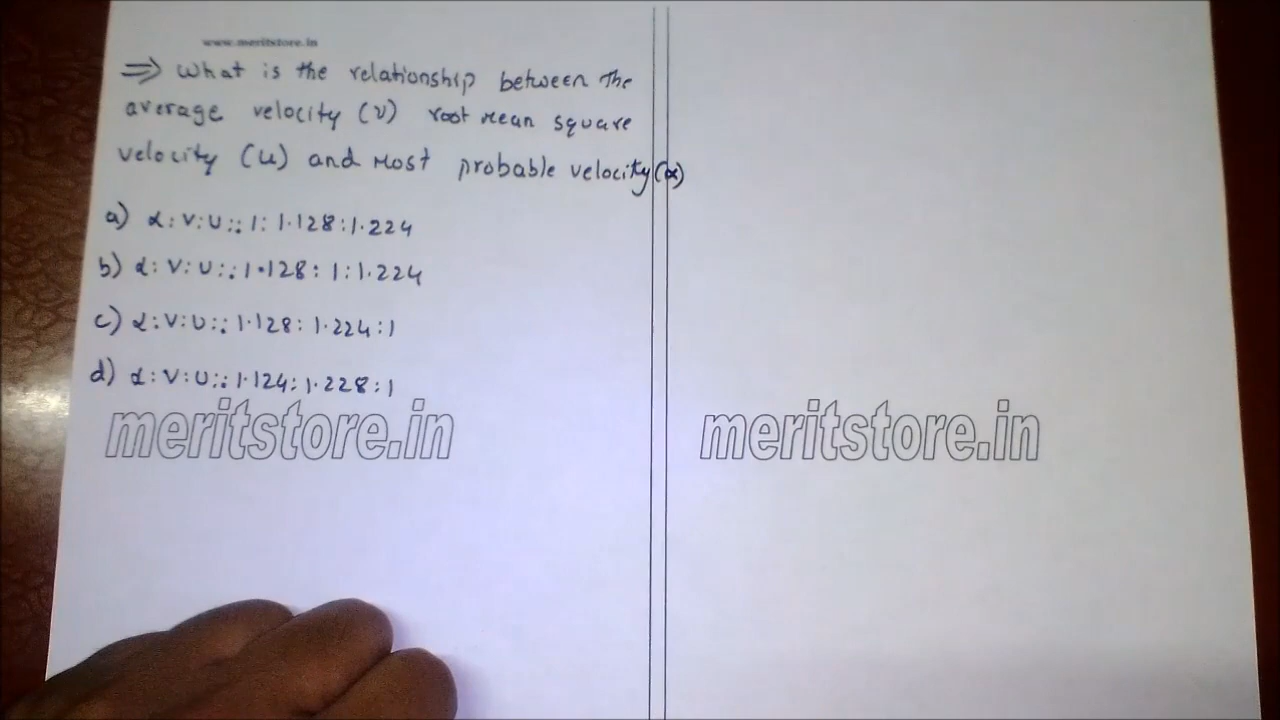 www.meritstore.in
⇒ What is the relationship between The
average velocity (v) root mean square
velocity (u) and most probable velocity (α)
a) α : V : U :: 1 : 1.128 : 1.224
b) α : V : U :: 1.128 : 1 : 1.224
c) α : V : U :: 1.128 : 1.224 : 1
d) α : V : U :: 1.124 : 1.228 : 1
meritstore.in
meritstore.in